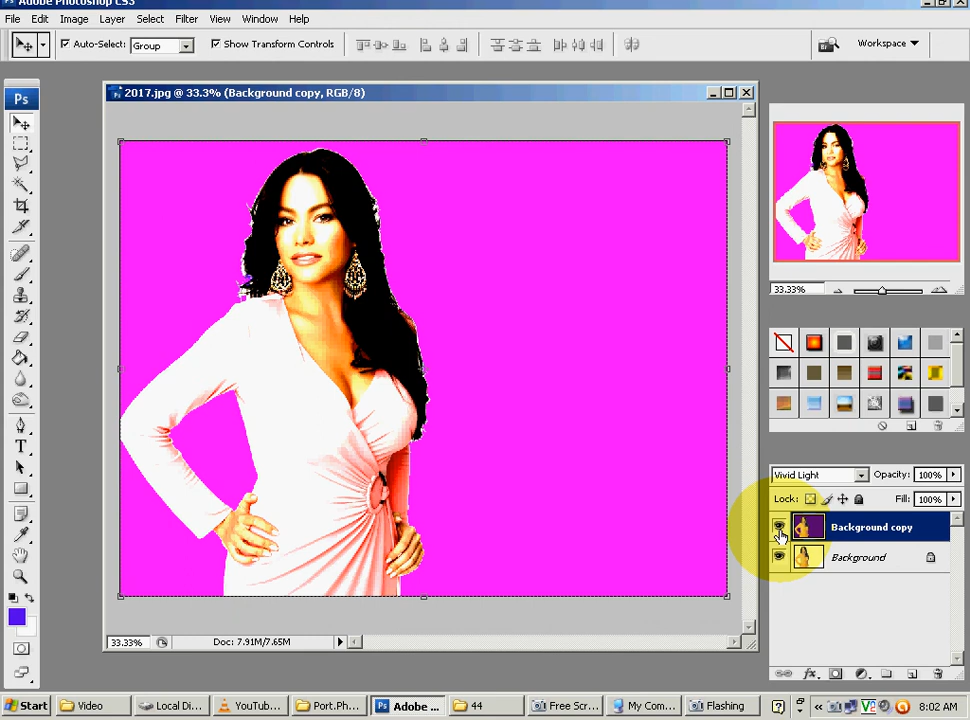 Adobe Photoshop CS3
File Edit Image Layer Select Filter View Window Help
Auto-Select: Group Show Transform Controls Workspace
Ps
2017.jpg @ 33.3% (Background copy, RGB/8)
33.33%
Vivid Light Opacity: 100%
Lock: Fill: 100%
Background copy
Background
T
33.33% Doc: 7.91M/7.65M
Start Video Local Di... YouTub... Port.Ph... Adobe ... 44 Free Scr... My Com... Flashing 8:02 AM